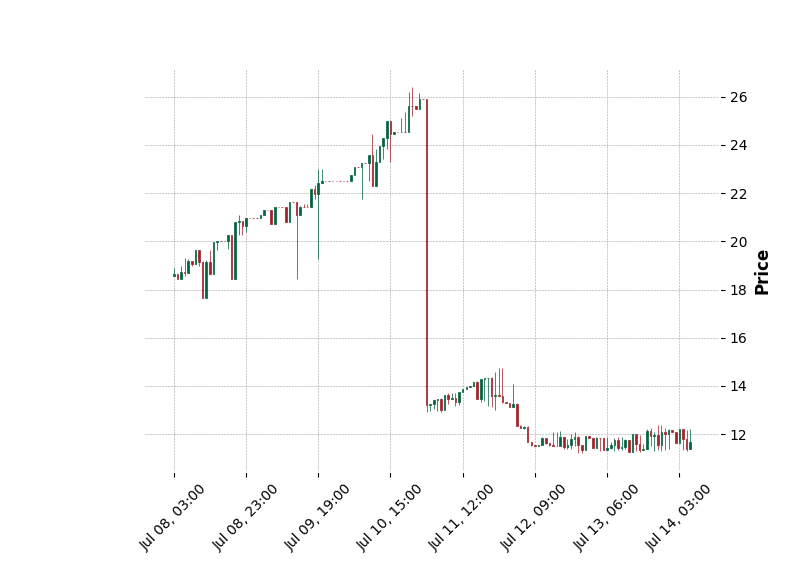 26
24
22
20
18
16
14
12
Price
Jul 08, 03:00
Jul 08, 23:00
Jul 09, 19:00
Jul 10, 15:00
Jul 11, 12:00
Jul 12, 09:00
Jul 13, 06:00
Jul 14, 03:00